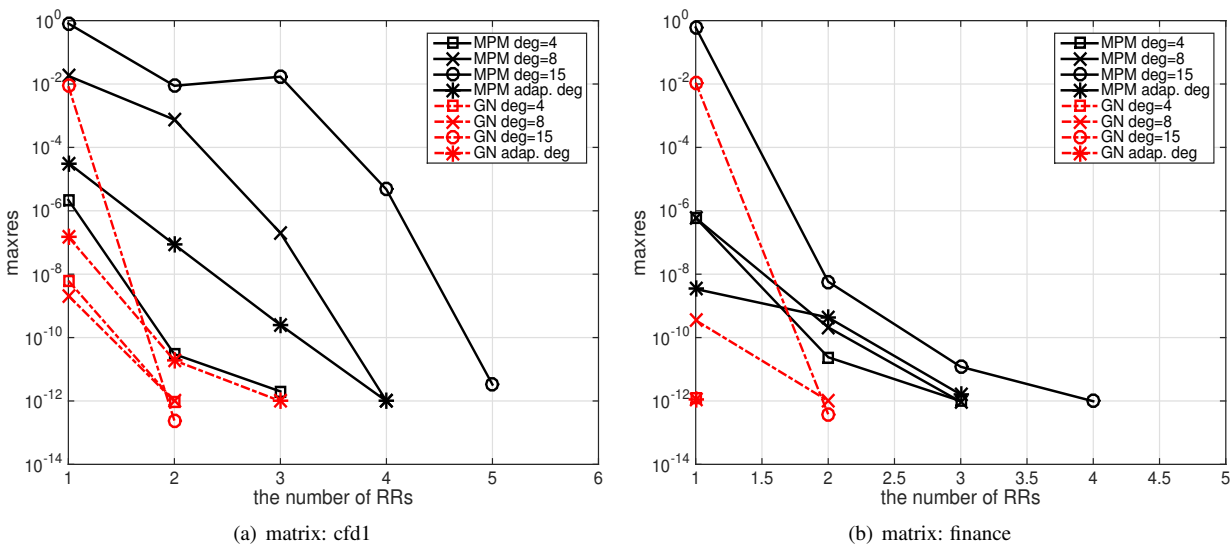 10^0
10^-2
10^-4
10^-6
10^-8
10^-10
10^-12
10^-14
maxres
1 2 3 4 5 6
the number of RRs
MPM deg=4
MPM deg=8
MPM deg=15
MPM adap. deg
GN deg=4
GN deg=8
GN deg=15
GN adap. deg
(a) matrix: cfd1
10^0
10^-2
10^-4
10^-6
10^-8
10^-10
10^-12
10^-14
maxres
1 1.5 2 2.5 3 3.5 4 4.5 5
the number of RRs
MPM deg=4
MPM deg=8
MPM deg=15
MPM adap. deg
GN deg=4
GN deg=8
GN deg=15
GN adap. deg
(b) matrix: finance